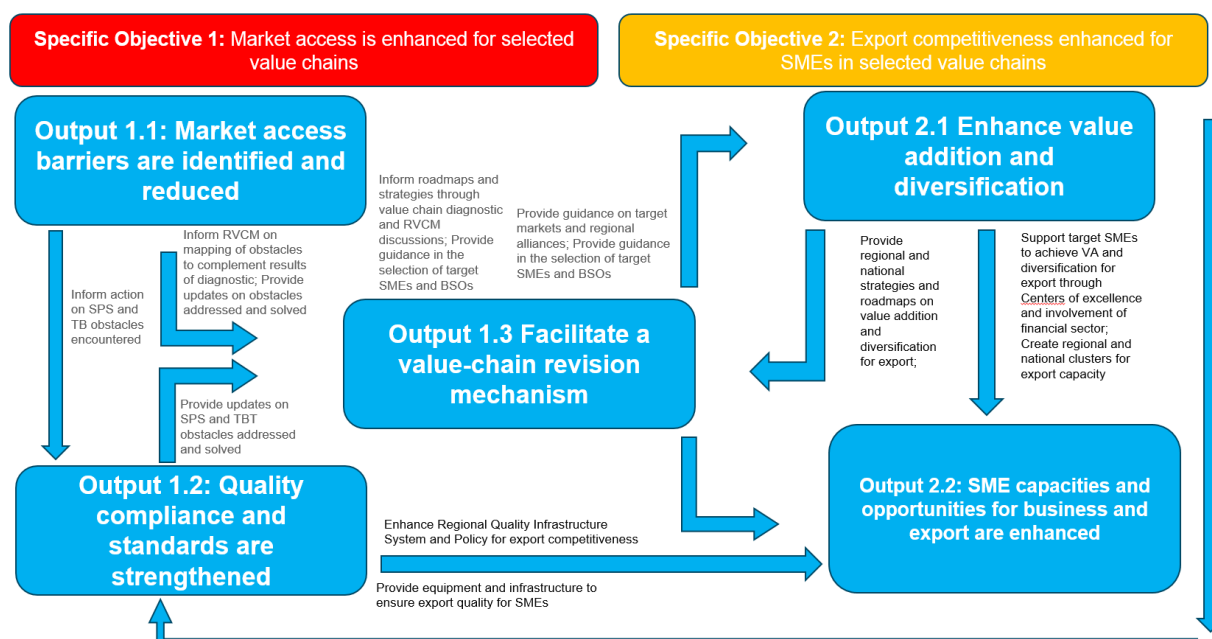 Specific Objective 1: Market access is enhanced for selected
value chains
Specific Objective 2: Export competitiveness enhanced for
SMEs in selected value chains
Output 1.1: Market access
barriers are identified and
reduced
Output 2.1 Enhance value
addition and
diversification
Inform roadmaps and
strategies through
value chain diagnostic
and RVCM
discussions; Provide
guidance in the
selection of target
SMEs and BSOs
Provide guidance on target
markets and regional
alliances; Provide guidance
in the selection of target
SMEs and BSOs
Inform RVCM on
mapping of obstacles
to complement results
of diagnostic; Provide
updates on obstacles
addressed and solved
Inform action
on SPS and
TB obstacles
encountered
Provide
regional and
national
strategies and
roadmaps on
value addition
and
diversification
for export;
Support target SMEs
to achieve VA and
diversification for
export through
Centers of excellence
and involvement of
financial sector;
Create regional and
national clusters for
export capacity
Output 1.3 Facilitate a
value-chain revision
mechanism
Provide updates on
SPS and TBT
obstacles addressed
and solved
Output 1.2: Quality
compliance and
standards are
strengthened
Enhance Regional Quality Infrastructure
System and Policy for export competitiveness
Provide equipment and infrastructure to
ensure export quality for SMEs
Output 2.2: SME capacities and
opportunities for business and
export are enhanced